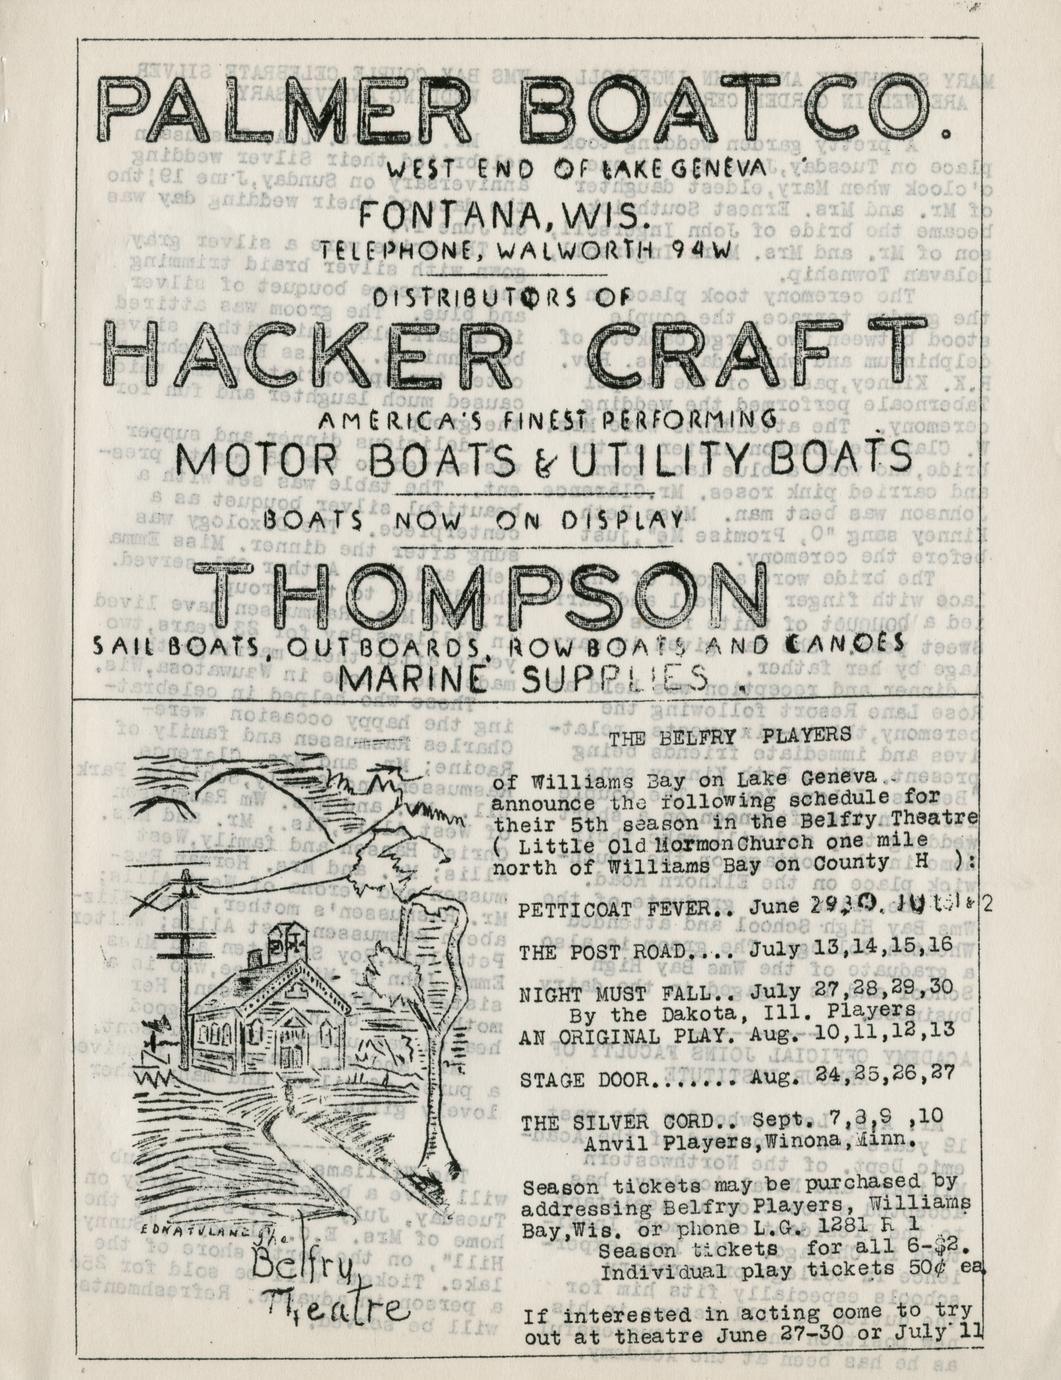 PALMER BOAT CO.
WEST END OF LAKE GENEVA
FONTANA, WIS.
TELEPHONE, WALWORTH 94W
DISTRIBUTORS OF
HACKER CRAFT
AMERICA'S FINEST PERFORMING
MOTOR BOATS & UTILITY BOATS
BOATS NOW ON DISPLAY
THOMPSON
SAIL BOATS, OUTBOARDS, ROW BOATS AND CANOES
MARINE SUPPLIES.
THE BELFRY PLAYERS
of Williams Bay on Lake Geneva
announce the following schedule for
their 5th season in the Belfry Theatre
( Little Old Mormon Church one mile
north of Williams Bay on County H ):
PETTICOAT FEVER.. June 29,30, July 1 & 2
THE POST ROAD.... July 13,14,15,16
NIGHT MUST FALL.. July 27,28,29,30
By the Dakota, Ill. Players
AN ORIGINAL PLAY. Aug. 10,11,12,13
STAGE DOOR....... Aug. 24,25,26,27
THE SILVER CORD.. Sept. 7,8,9 ,10
Anvil Players,Winona,Minn.
Season tickets may be purchased by
addressing Belfry Players, Williams
Bay,Wis. or phone L.G. 1281 R 1
Season tickets for all 6-$2.
Individual play tickets 50¢ ea.
If interested in acting come to try
out at theatre June 27-30 or July 11
The
Belfry
Theatre